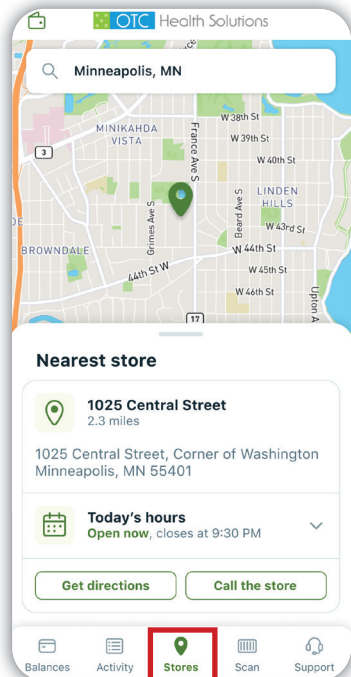 OTC Health Solutions
Minneapolis, MN
W 38th St
MINIKAHDA
VISTA
France Ave S
W 39th St
3
W 40th St
Grimes Ave S
Beard Ave S
LINDEN
HILLS
W 43rd St
BROWNDALE
W 44th St
44th St W
W 45th St
W 46th St
Upton A
17
Nearest store
1025 Central Street
2.3 miles
1025 Central Street, Corner of Washington
Minneapolis, MN 55401
Today's hours
Open now, closes at 9:30 PM
Get directions
Call the store
Balances
Activity
Stores
Scan
Support